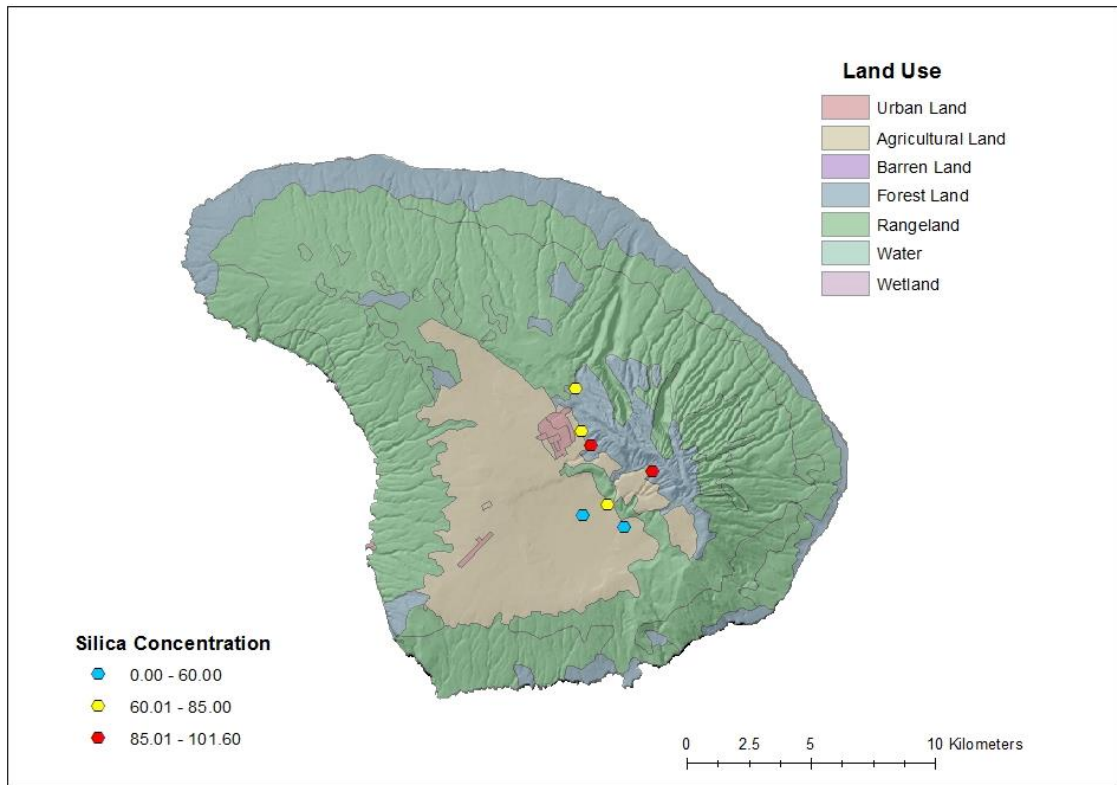 Land Use
Urban Land
Agricultural Land
Barren Land
Forest Land
Rangeland
Water
Wetland
Silica Concentration
0.00 - 60.00
60.01 - 85.00
85.01 - 101.60
0 2.5 5 10 Kilometers